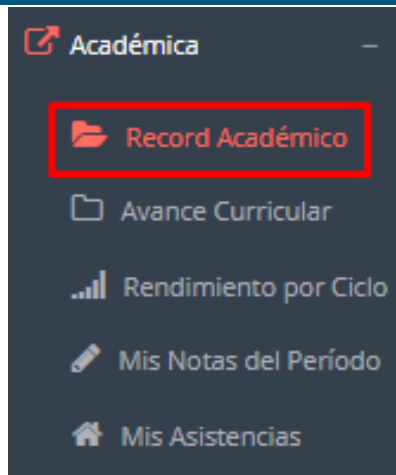 Académica
Record Académico
Avance Curricular
Rendimiento por Ciclo
Mis Notas del Período
Mis Asistencias